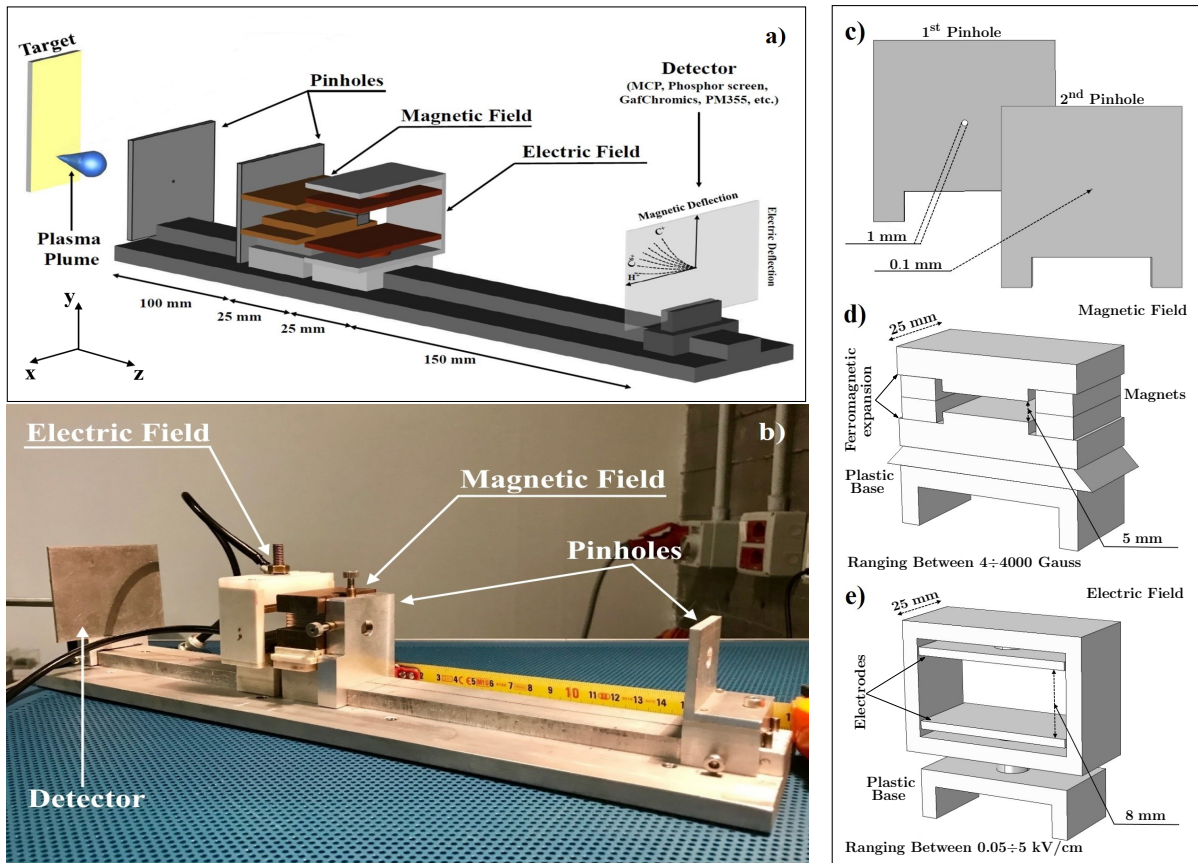 a)
Target
Pinholes
Magnetic Field
Electric Field
Detector
(MCP, Phosphor screen,
GafChromics, PM355, etc.)
Magnetic Deflection
Electric Deflection
H⁺
Plasma
Plume
100 mm
25 mm
25 mm
150 mm
y
x
z
b)
Electric Field
Magnetic Field
Pinholes
Detector
c)
1st Pinhole
2nd Pinhole
1 mm
0.1 mm
d)
Magnetic Field
25 mm
Ferromagnetic
expansion
Magnets
Plastic
Base
5 mm
Ranging Between 4÷4000 Gauss
e)
Electric Field
25 mm
Electrodes
Plastic
Base
8 mm
Ranging Between 0.05÷5 kV/cm